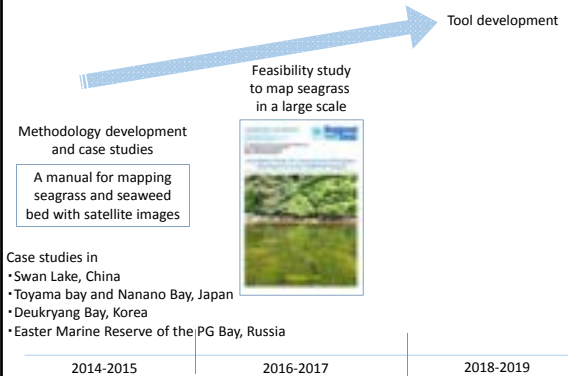 Tool development
Feasibility study
to map seagrass
in a large scale
Methodology development
and case studies
A manual for mapping
seagrass and seaweed
bed with satellite images
Case studies in
・Swan Lake, China
・Toyama bay and Nanano Bay, Japan
・Deukryang Bay, Korea
・Easter Marine Reserve of the PG Bay, Russia
2014-2015
2016-2017
2018-2019